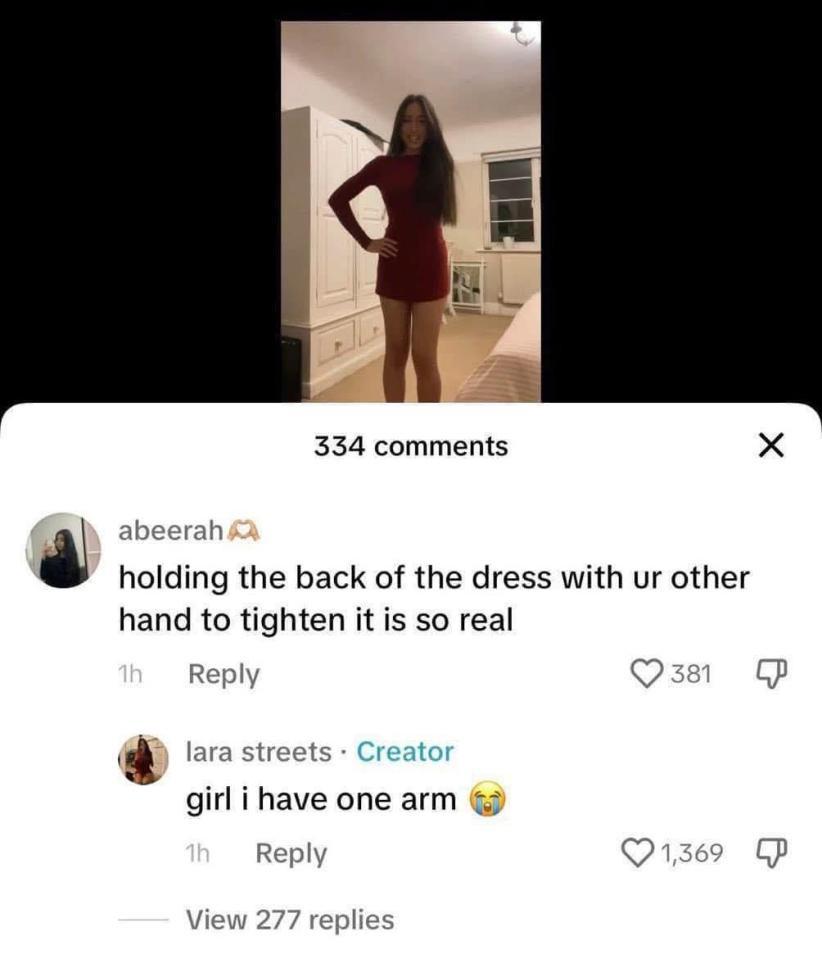 334 comments
abeerah🫶🏼
holding the back of the dress with ur other
hand to tighten it is so real
1h Reply 381
lara streets · Creator
girl i have one arm 😭
1h Reply 1,369
View 277 replies